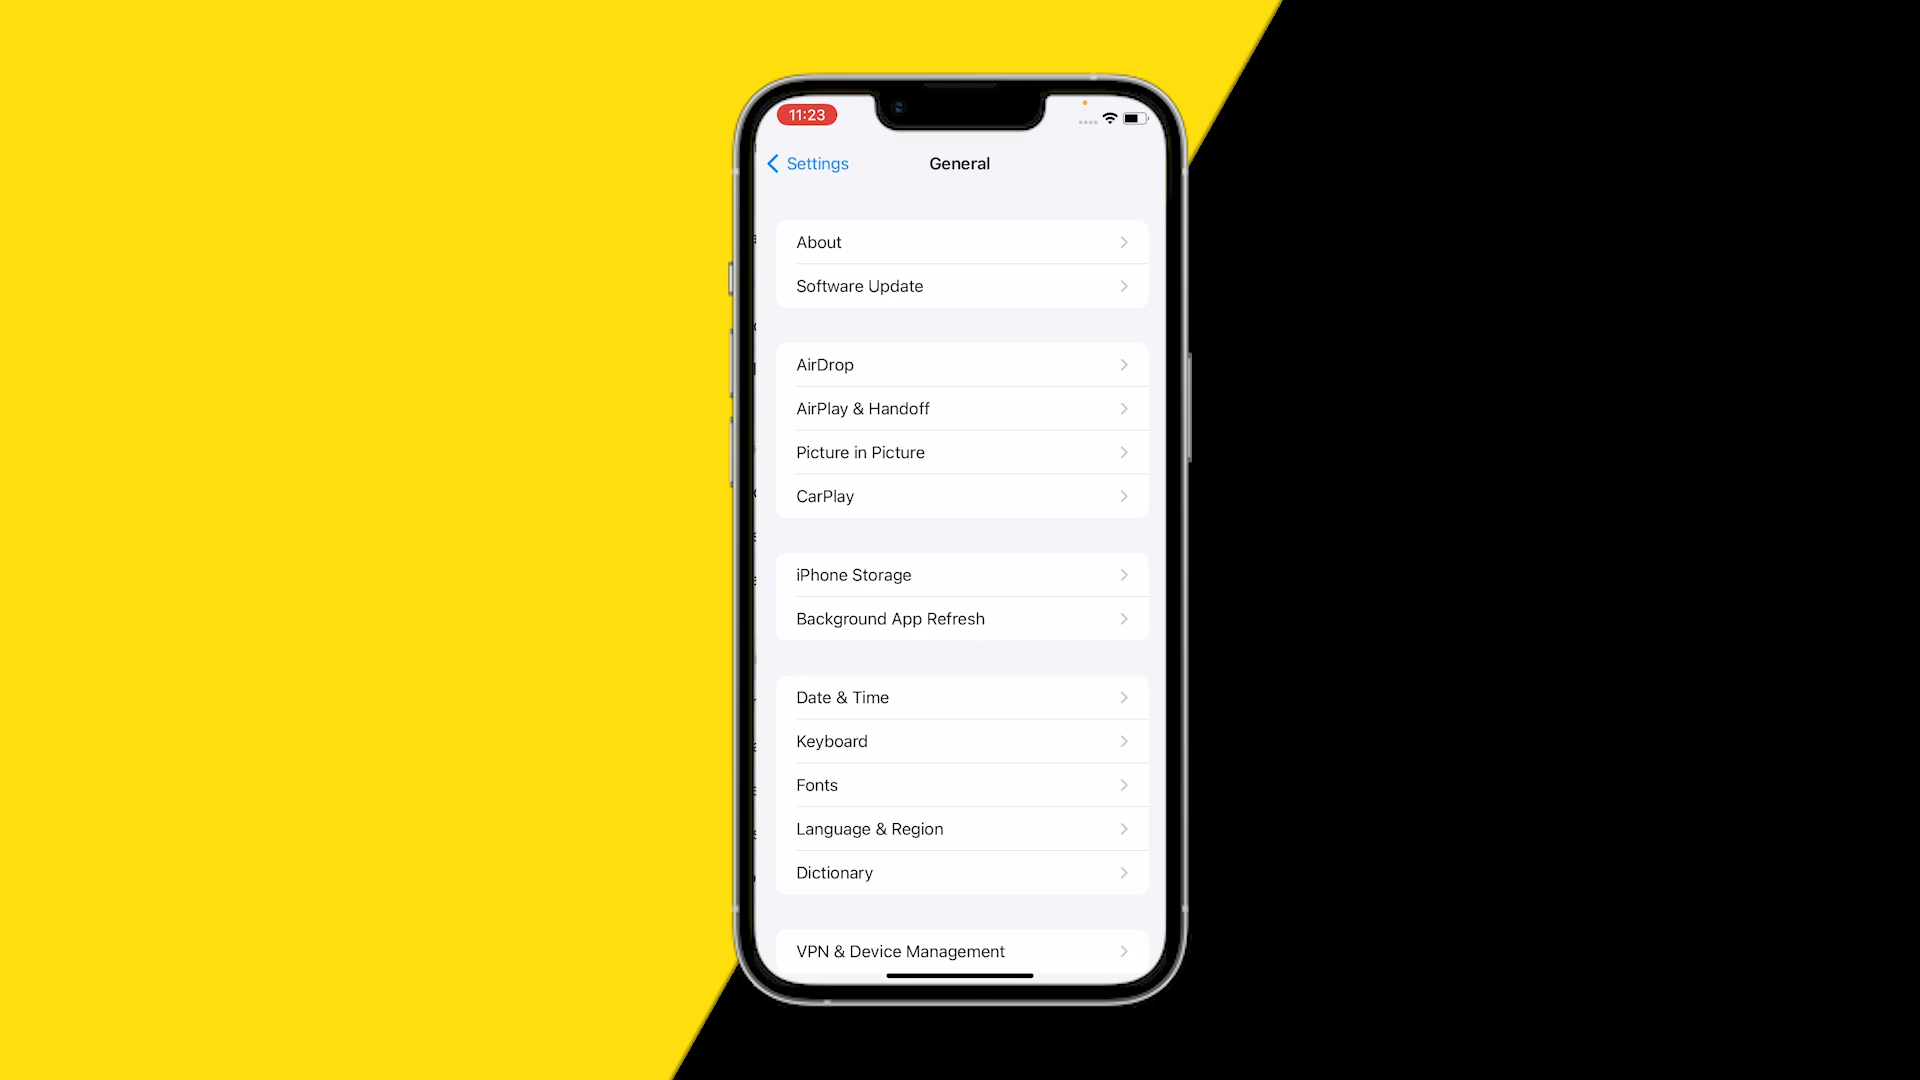 11:23
Settings
General
About
Software Update
AirDrop
AirPlay & Handoff
Picture in Picture
CarPlay
iPhone Storage
Background App Refresh
Date & Time
Keyboard
Fonts
Language & Region
Dictionary
VPN & Device Management